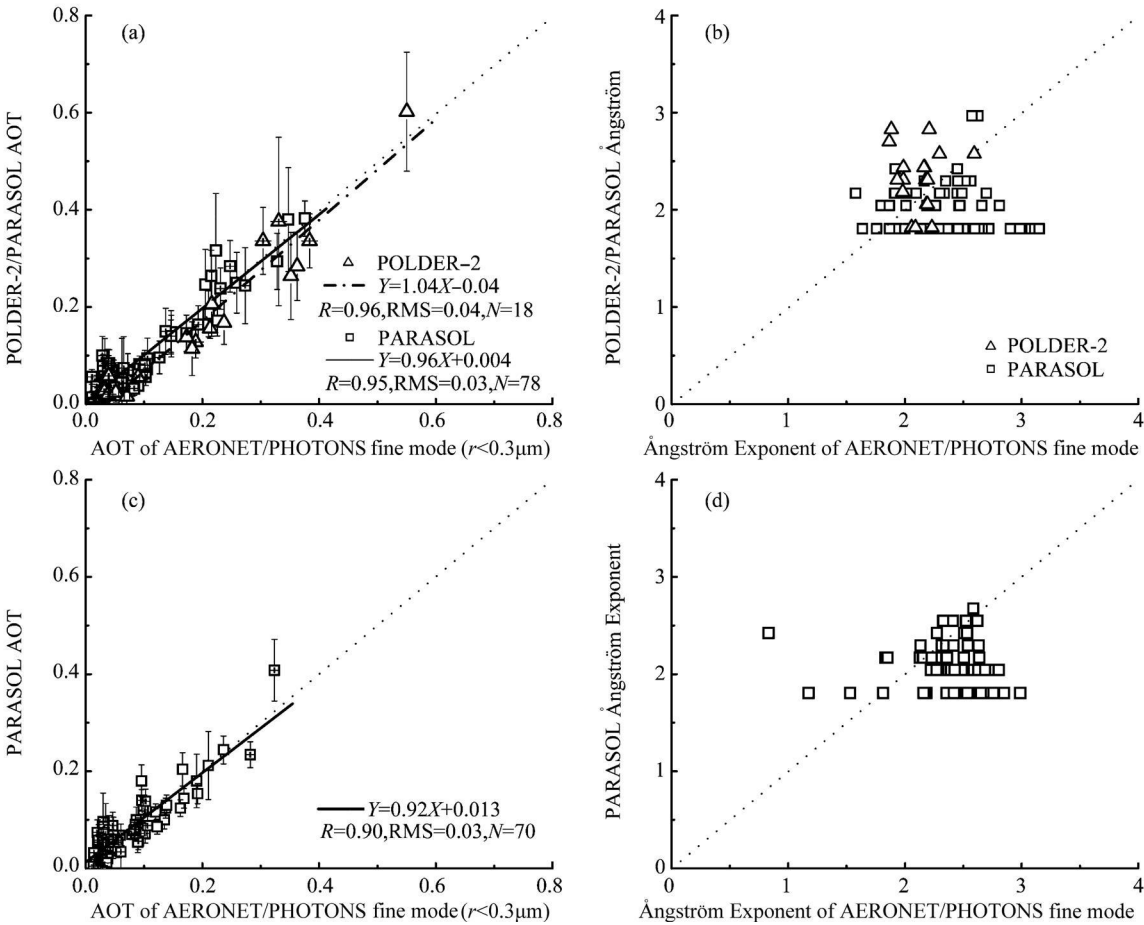 (a)
0.8
0.6
0.4
0.2
0.0
POLDER-2/PARASOL AOT
POLDER-2
Y=1.04X-0.04
R=0.96,RMS=0.04,N=18
PARASOL
Y=0.96X+0.004
R=0.95,RMS=0.03,N=78
0.0 0.2 0.4 0.6 0.8
AOT of AERONET/PHOTONS fine mode (r<0.3μm)
(b)
4
3
2
1
0
POLDER-2/PARASOL Ångström
POLDER-2
PARASOL
0 1 2 3 4
Ångström Exponent of AERONET/PHOTONS fine mode
(c)
0.8
0.6
0.4
0.2
0.0
PARASOL AOT
Y=0.92X+0.013
R=0.90,RMS=0.03,N=70
0.0 0.2 0.4 0.6 0.8
AOT of AERONET/PHOTONS fine mode (r<0.3μm)
(d)
4
3
2
1
0
PARASOL Ångström Exponent
0 1 2 3 4
Ångström Exponent of AERONET/PHOTONS fine mode